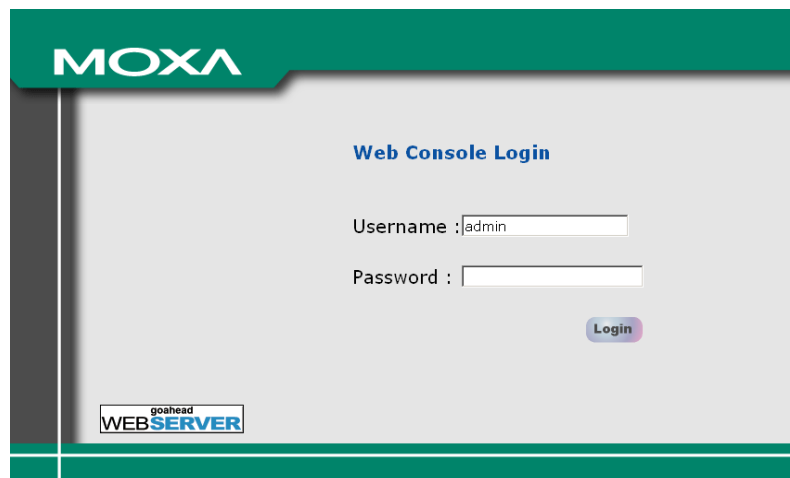 MOXA
Web Console Login
Username : admin
Password :
Login
goahead
WEBSERVER